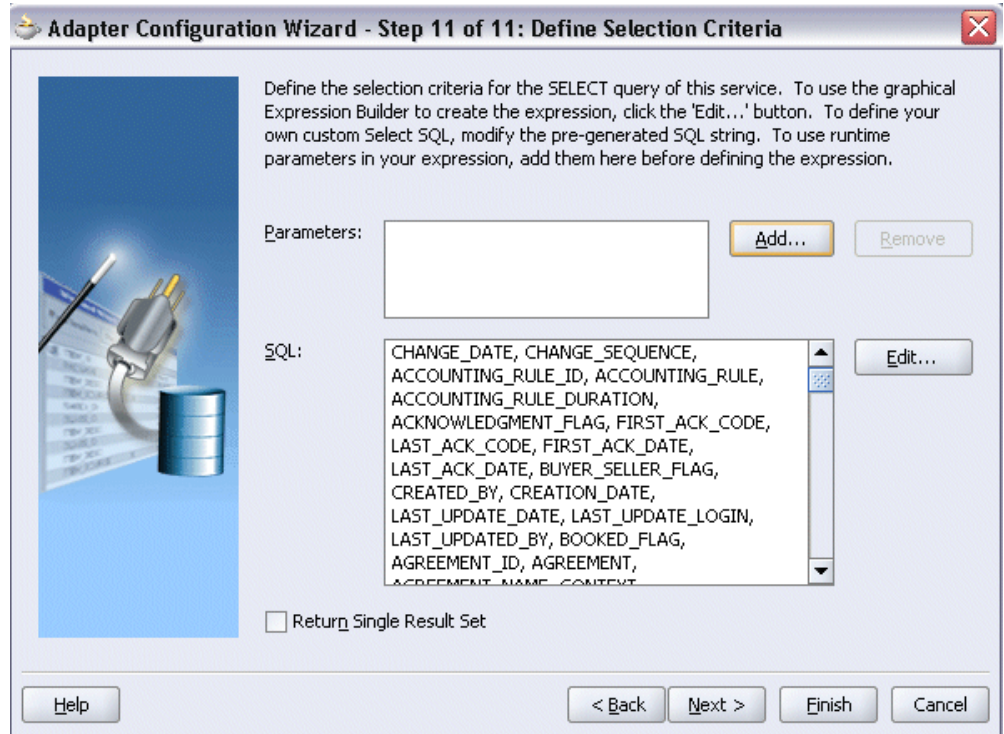 Adapter Configuration Wizard - Step 11 of 11: Define Selection Criteria
Define the selection criteria for the SELECT query of this service. To use the graphical
Expression Builder to create the expression, click the 'Edit...' button. To define your
own custom Select SQL, modify the pre-generated SQL string. To use runtime
parameters in your expression, add them here before defining the expression.
Parameters:
Add...
Remove
SQL:
CHANGE_DATE, CHANGE_SEQUENCE,
ACCOUNTING_RULE_ID, ACCOUNTING_RULE,
ACCOUNTING_RULE_DURATION,
ACKNOWLEDGMENT_FLAG, FIRST_ACK_CODE,
LAST_ACK_CODE, FIRST_ACK_DATE,
LAST_ACK_DATE, BUYER_SELLER_FLAG,
CREATED_BY, CREATION_DATE,
LAST_UPDATE_DATE, LAST_UPDATE_LOGIN,
LAST_UPDATED_BY, BOOKED_FLAG,
AGREEMENT_ID, AGREEMENT,
AGREEMENT_NAME, CONTEXT,
Edit...
Return Single Result Set
Help
< Back
Next >
Finish
Cancel